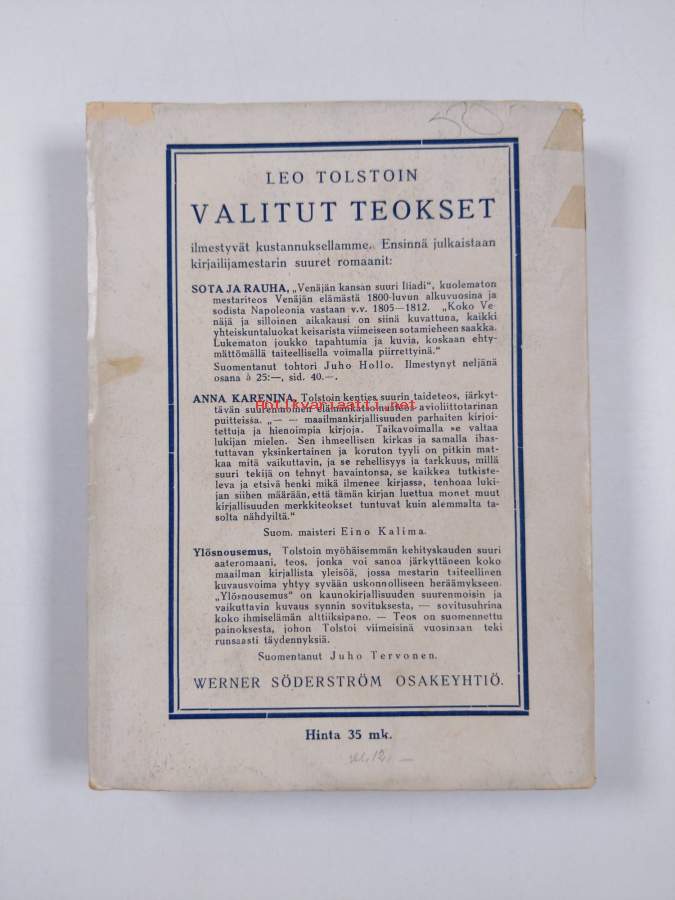 50
LEO TOLSTOIN
VALITUT TEOKSET
ilmestyvät kustannuksellamme. Ensinnä julkaistaan
kirjailijamestarin suuret romaanit:
SOTA JA RAUHA, „Venäjän kansan suuri Iliadi“, kuolematon
mestariteos Venäjän elämästä 1800-luvun alkuvuosina ja
sodista Napoleonia vastaan v.v. 1805—1812. „Koko Ve-
näjä ja silloinen aikakausi on siinä kuvattuna, kaikki
yhteiskuntaluokat keisarista viimeiseen sotamieheen saakka.
Lukematon joukko tapahtumia ja kuvia, koskaan ehty-
mättömällä taiteellisella voimalla piirrettyinä.“
Suomentanut tohtori Juho Hollo. Ilmestynyt neljänä
osana à 25:—, sid. 40.—.
ANNA KARENINA, Tolstoin kenties suurin taideteos, järkyt-
Antikvariaatti.net
tävän suurenmoinen elämänkatsomusteos avioliittotarinan
puitteissa. „— — maailmankirjallisuuden parhaiten kirjoi-
tettuja ja hienoimpia kirjoja. Taikavoimalla se valtaa
lukijan mielen. Sen ihmeellisen kirkas ja samalla ihas-
tuttavan yksinkertainen ja koruton tyyli on pitkin mat-
kaa mitä vaikuttavin, ja se rehellisyys ja tarkkuus, millä
suuri tekijä on tehnyt havaintonsa, se kaikkea tutkiste-
leva ja etsivä henki mikä ilmenee kirjassa, tenhoaa luki-
jan siihen määrään, että tämän kirjan luettua monet muut
kirjallisuuden merkkiteokset tuntuvat kuin alemmalta ta-
solta nähdyiltä.“
Suom. maisteri Eino Kalima.
Ylösnousemus, Tolstoin myöhäisemmän kehityskauden suuri
aateromaani, teos, jonka voi sanoa järkyttäneen koko
maailman kirjallista yleisöä, jossa mestarin taiteellinen
kuvausvoima yhtyy syvään uskonnolliseen heräämykseen.
„Ylösnousemus“ on kaunokirjallisuuden suurenmoisin ja
vaikuttavin kuvaus synnin sovituksesta, — sovitusuhrina
koko ihmiselämän alttiiksipano. — Teos on suomennettu
painoksesta, johon Tolstoi viimeisinä vuosinaan teki
runsaasti täydennyksiä.
Suomentanut Juho Tervonen.
WERNER SÖDERSTRÖM OSAKEYHTIÖ.
Hinta 35 mk.